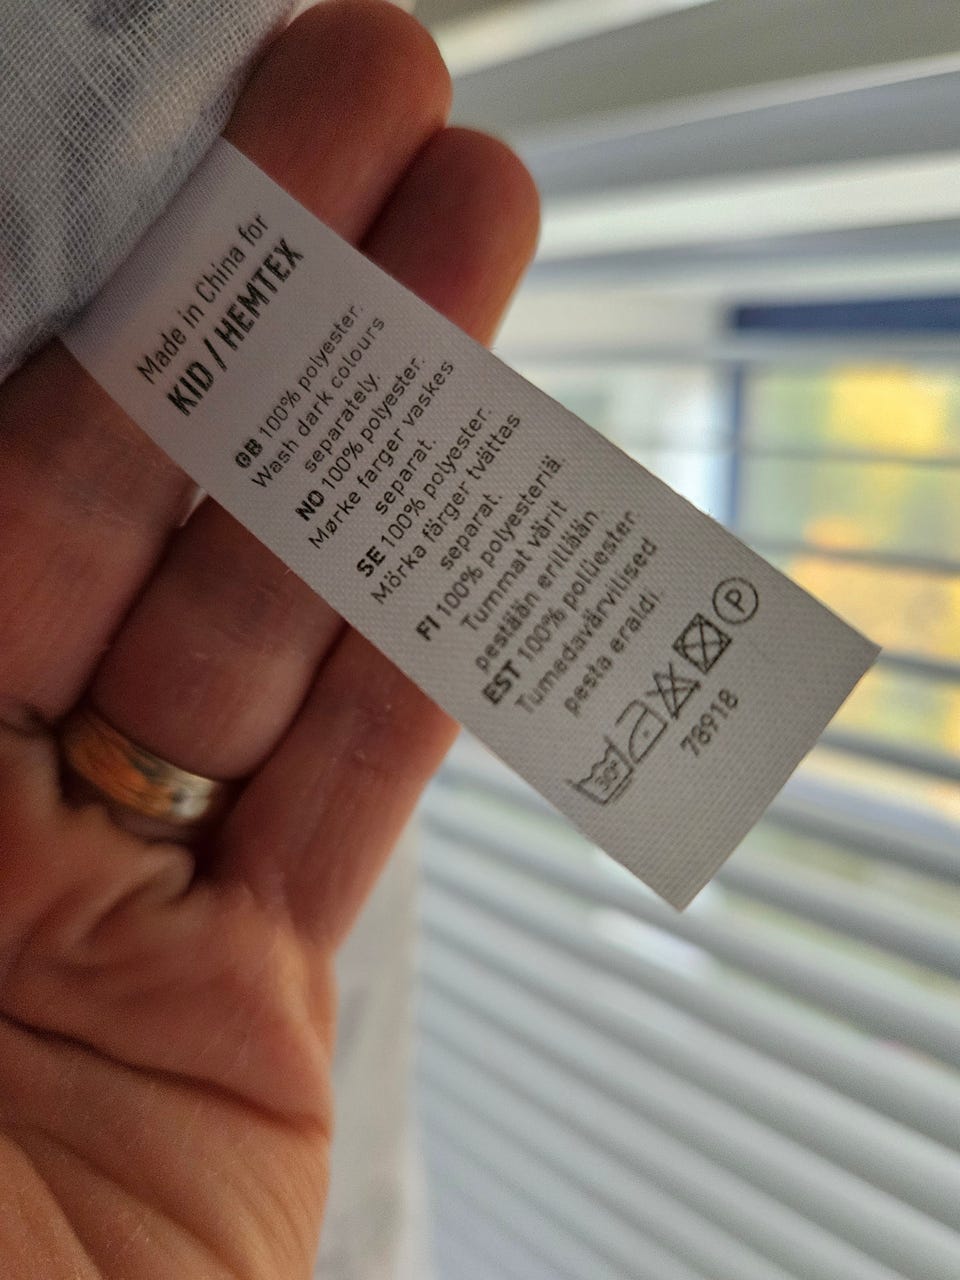 Made in China for
KID / HEMTEX
GB 100% polyester.
Wash dark colours
separately.
NO 100% polyester.
Mørke farger vaskes
separat.
SE 100% polyester.
Mörka färger tvättas
separat.
FI 100% polyesteriä.
Tummat värit
pestään erillään.
EST 100% polüester.
Tumedavärvilised
pesta eraldi.
30° P
78918